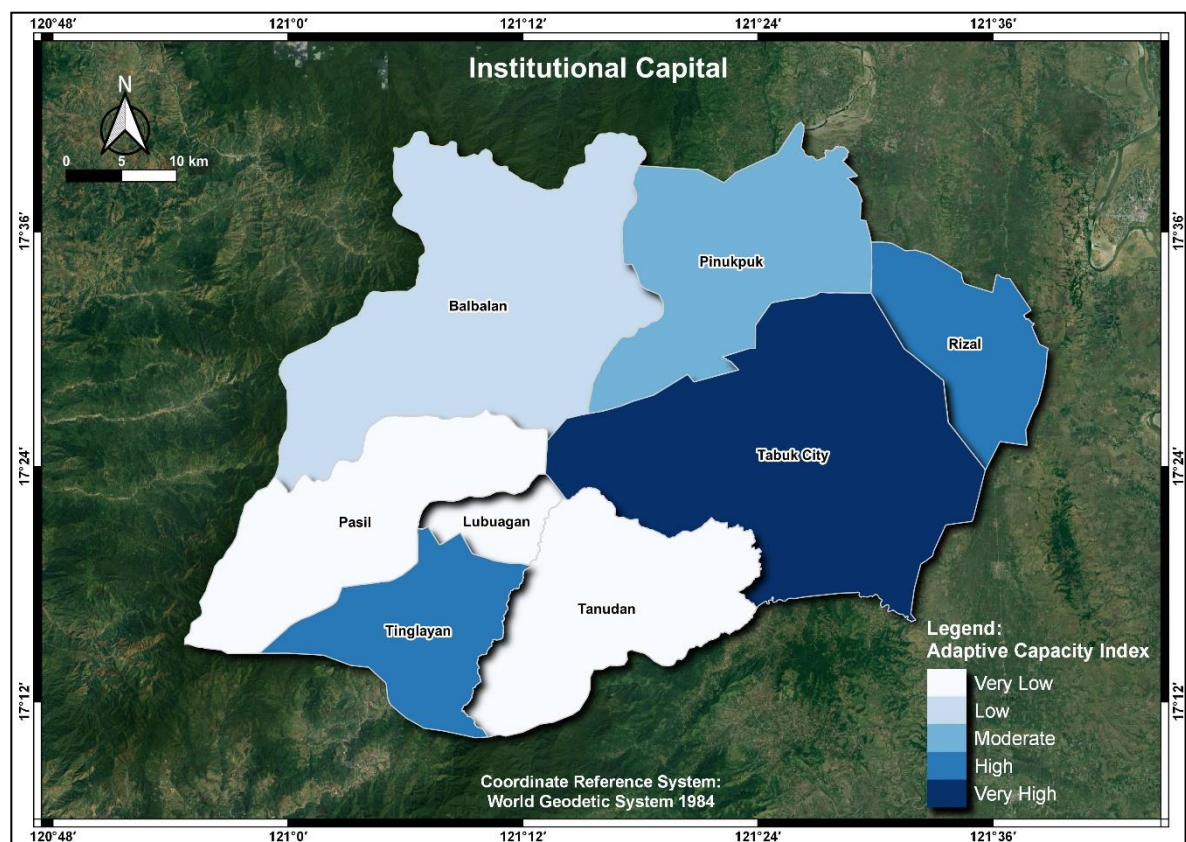 120°48' 121°0' 121°12' 121°24' 121°36'
Institutional Capital
N
0 5 10 km
17°36' 17°36'
Pinukpuk
Balbalan
Rizal
17°24' 17°24'
Tabuk City
Pasil
Lubuagan
Tanudan
Tinglayan
Legend:
Adaptive Capacity Index
Very Low
Low
Moderate
High
Very High
17°12' 17°12'
Coordinate Reference System:
World Geodetic System 1984
120°48' 121°0' 121°12' 121°24' 121°36'